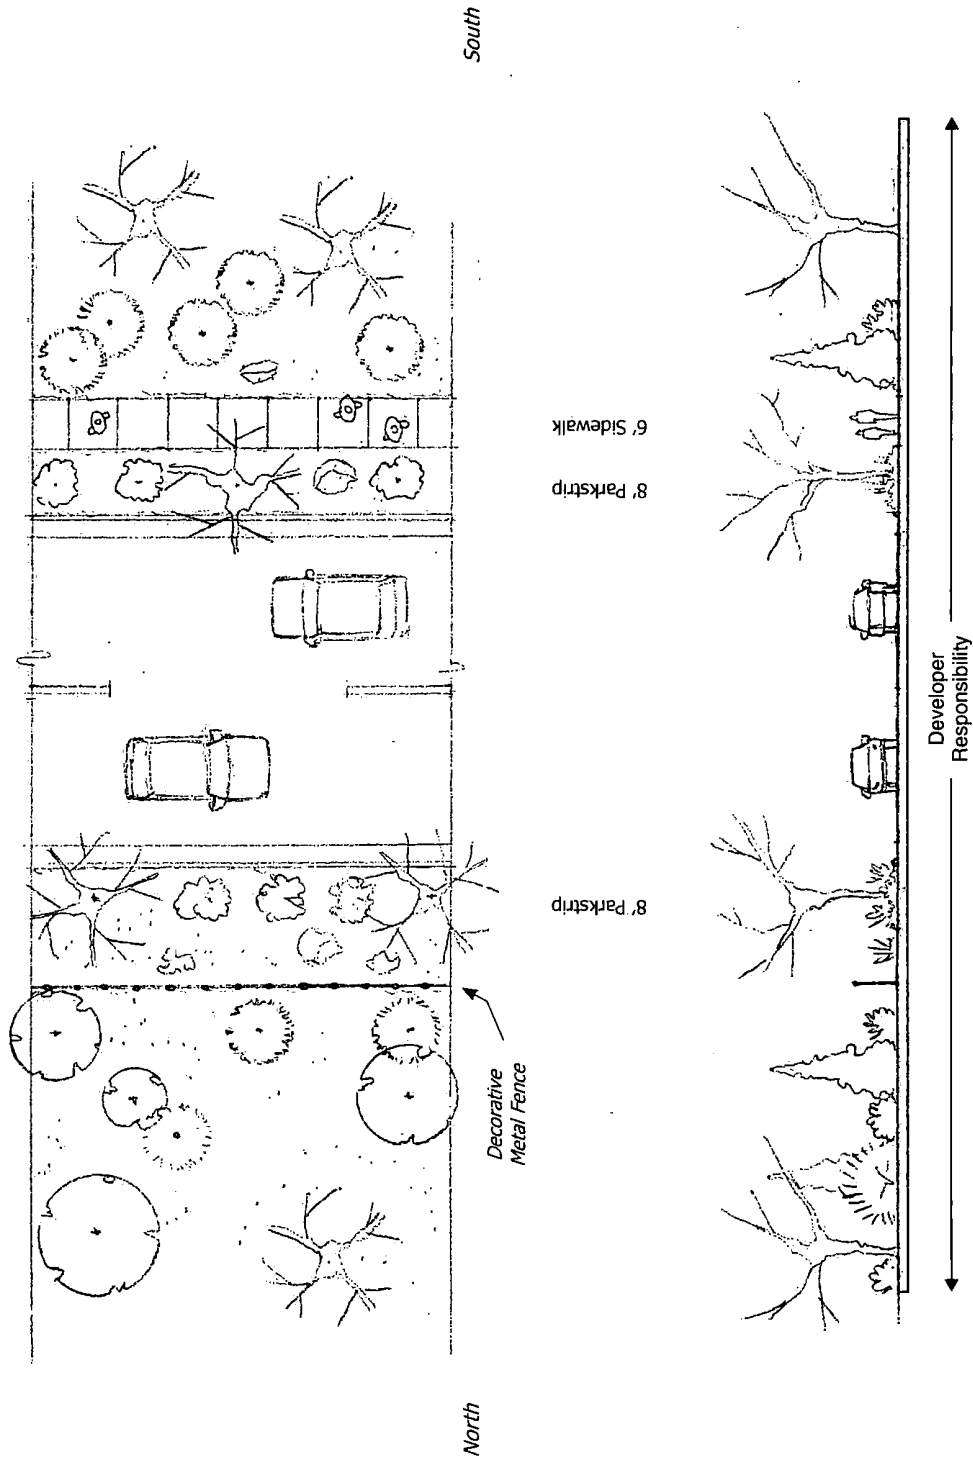 South
6' Sidewalk
8' Parkstrip
8' Parkstrip
Decorative
Metal Fence
Developer
Responsibility
North